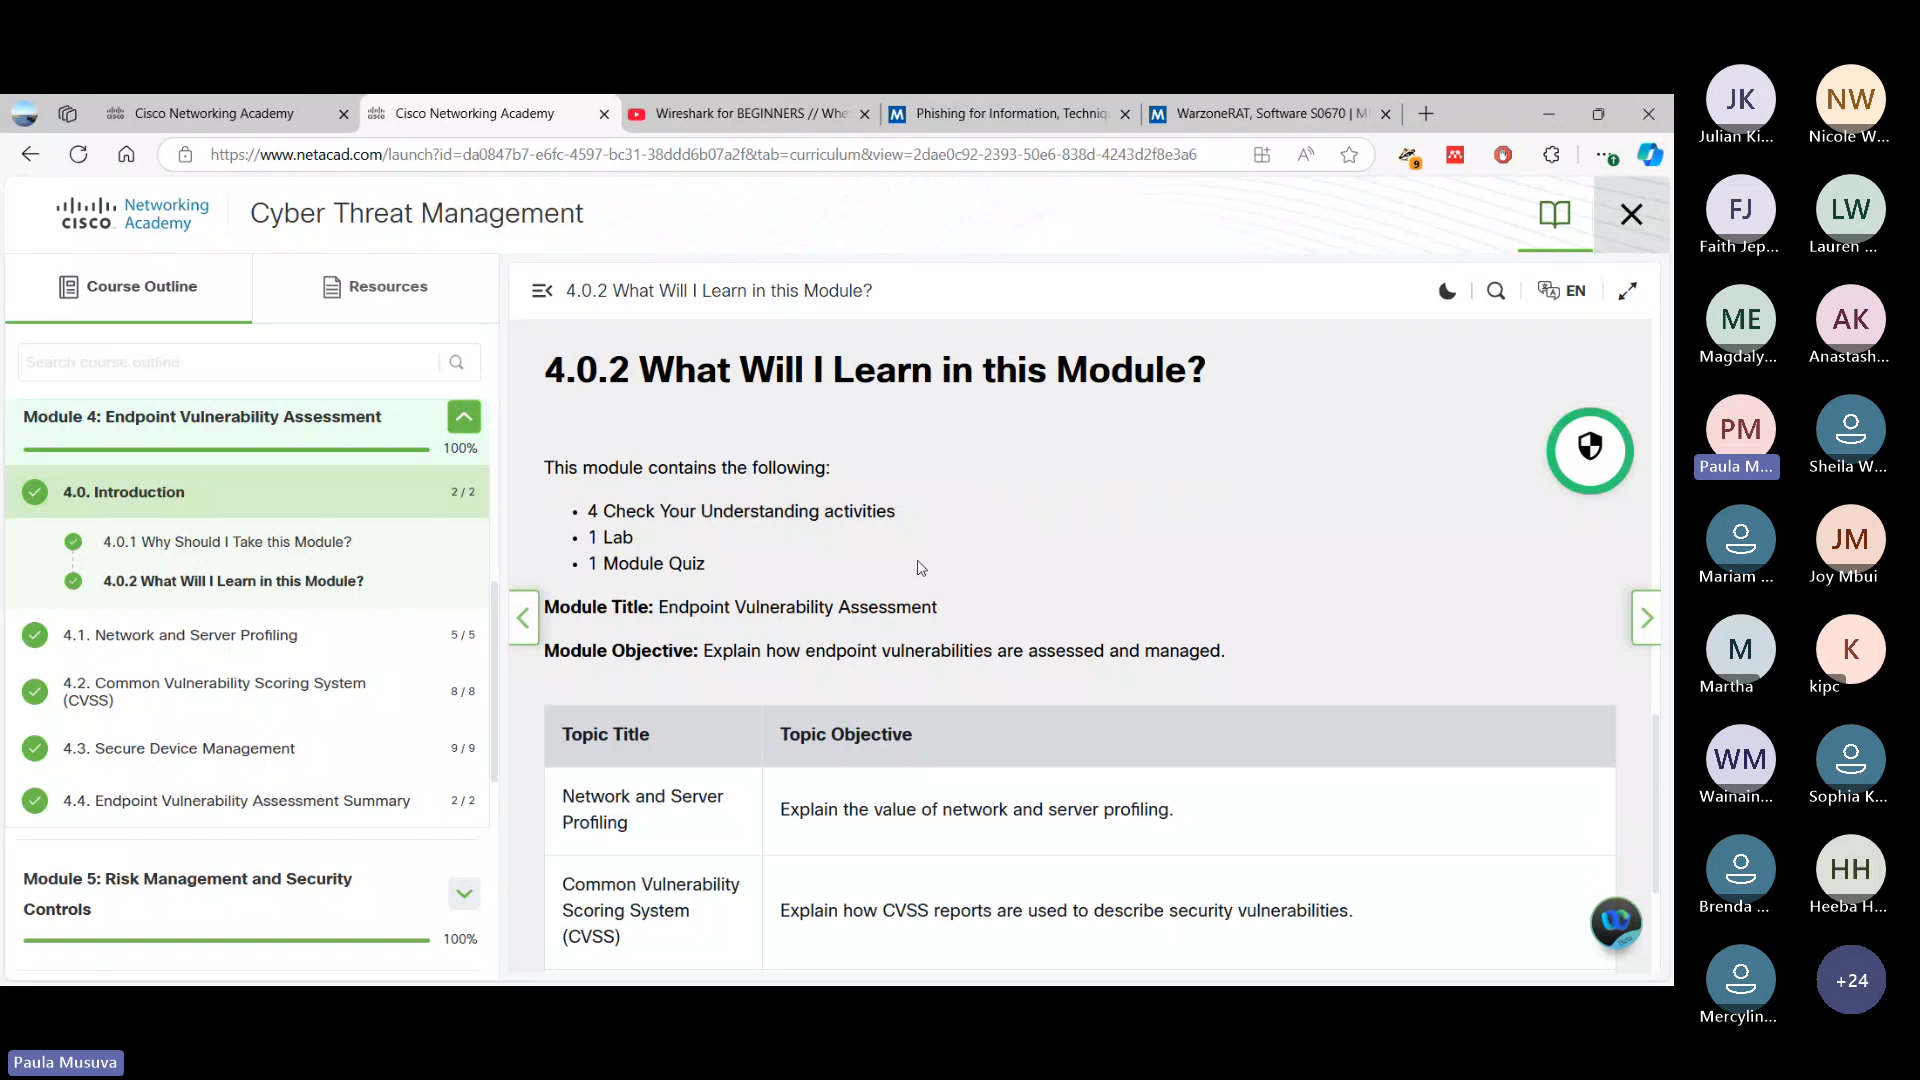 Cisco Networking Academy
Cisco Networking Academy
Wireshark for BEGINNERS // Whe
Phishing for Information, Techniq
WarzoneRAT, Software S0670 | M
https://www.netacad.com/launch?id=da0847b7-e6fc-4597-bc31-38ddd6b07a2f&tab=curriculum&view=2dae0c92-2393-50e6-838d-4243d2f8e3a6
9
CISCO Networking Academy
Cyber Threat Management
Course Outline
Resources
Search course outline
Module 4: Endpoint Vulnerability Assessment
100%
4.0. Introduction 2 / 2
4.0.1 Why Should I Take this Module?
4.0.2 What Will I Learn in this Module?
4.1. Network and Server Profiling 5 / 5
4.2. Common Vulnerability Scoring System
(CVSS) 8 / 8
4.3. Secure Device Management 9 / 9
4.4. Endpoint Vulnerability Assessment Summary 2 / 2
Module 5: Risk Management and Security
Controls
100%
4.0.2 What Will I Learn in this Module?
EN
4.0.2 What Will I Learn in this Module?
This module contains the following:
• 4 Check Your Understanding activities
• 1 Lab
• 1 Module Quiz
Module Title: Endpoint Vulnerability Assessment
Module Objective: Explain how endpoint vulnerabilities are assessed and managed.
Topic Title
Topic Objective
Network and Server
Profiling
Explain the value of network and server profiling.
Common Vulnerability
Scoring System
(CVSS)
Explain how CVSS reports are used to describe security vulnerabilities.
JK
Julian Ki...
NW
Nicole W...
FJ
Faith Jep...
LW
Lauren ...
ME
Magdaly...
AK
Anastash...
PM
Paula M...
Sheila W...
Mariam ...
JM
Joy Mbui
M
Martha
K
kipc
WM
Wainain...
Sophia K...
Brenda ...
HH
Heeba H...
Mercylin...
+24
Paula Musuva